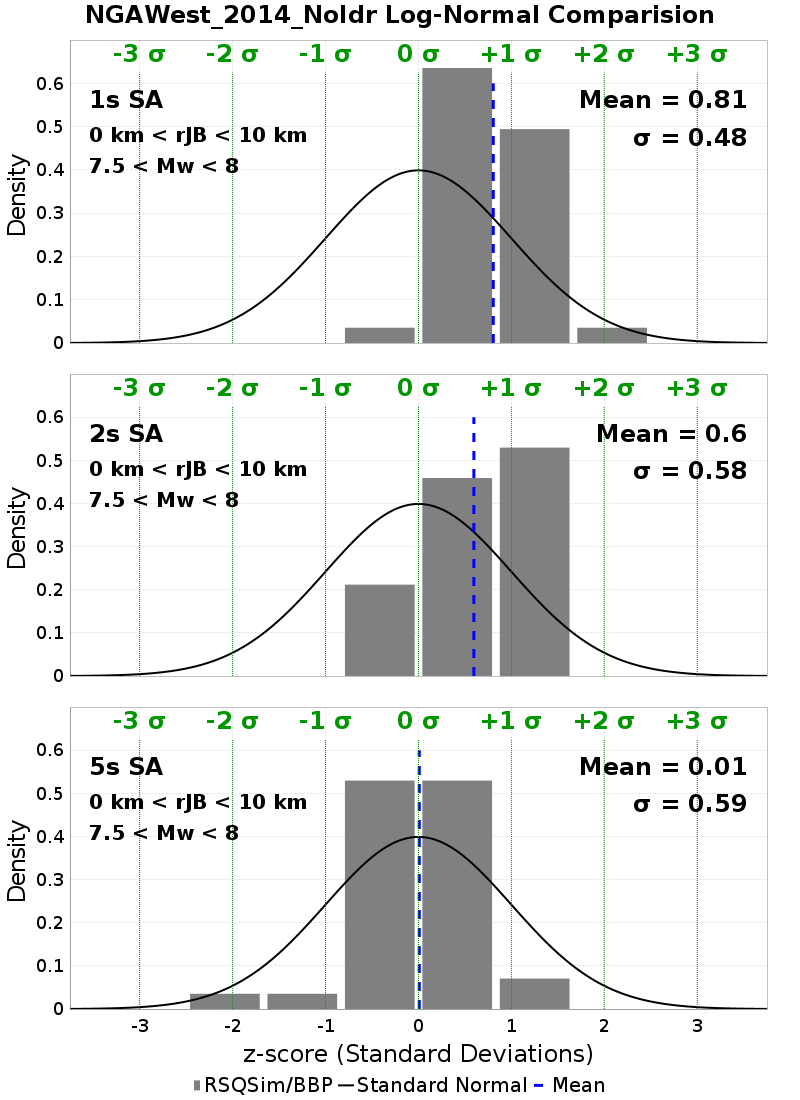 NGAWest_2014_NoIdr Log-Normal Comparision
-3 σ -2 σ -1 σ 0 σ +1 σ +2 σ +3 σ
1s SA
Mean = 0.81
0 km < rJB < 10 km
σ = 0.48
7.5 < Mw < 8
Density
0.6
0.5
0.4
0.3
0.2
0.1
0
-3 σ -2 σ -1 σ 0 σ +1 σ +2 σ +3 σ
2s SA
Mean = 0.6
0 km < rJB < 10 km
σ = 0.58
7.5 < Mw < 8
Density
0.6
0.5
0.4
0.3
0.2
0.1
0
-3 σ -2 σ -1 σ 0 σ +1 σ +2 σ +3 σ
5s SA
Mean = 0.01
0 km < rJB < 10 km
σ = 0.59
7.5 < Mw < 8
Density
0.6
0.5
0.4
0.3
0.2
0.1
0
-3 -2 -1 0 1 2 3
z-score (Standard Deviations)
RSQSim/BBP Standard Normal Mean